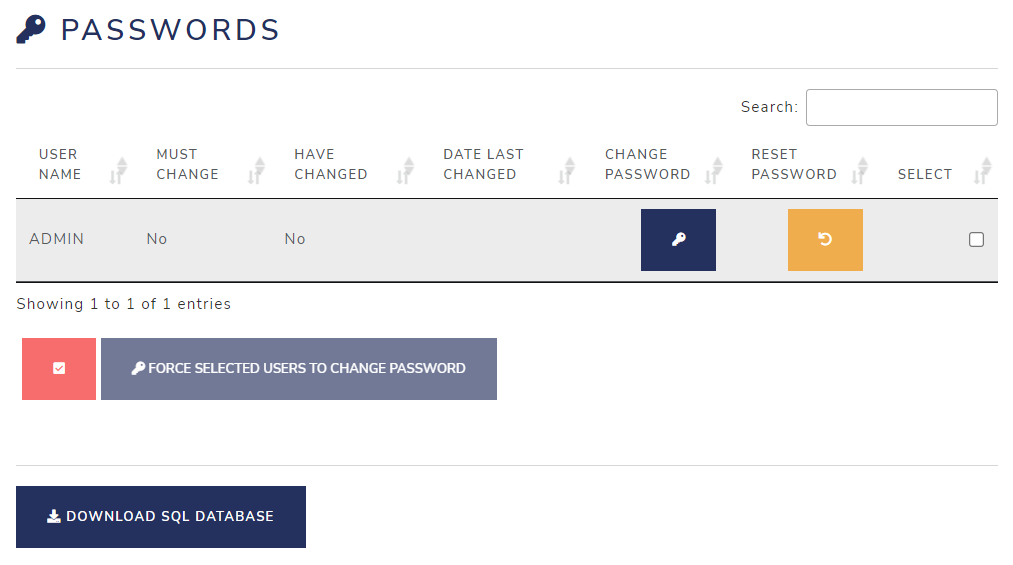 PASSWORDS
Search:
USER NAME
MUST CHANGE
HAVE CHANGED
DATE LAST CHANGED
CHANGE PASSWORD
RESET PASSWORD
SELECT
ADMIN No No
Showing 1 to 1 of 1 entries
FORCE SELECTED USERS TO CHANGE PASSWORD
DOWNLOAD SQL DATABASE